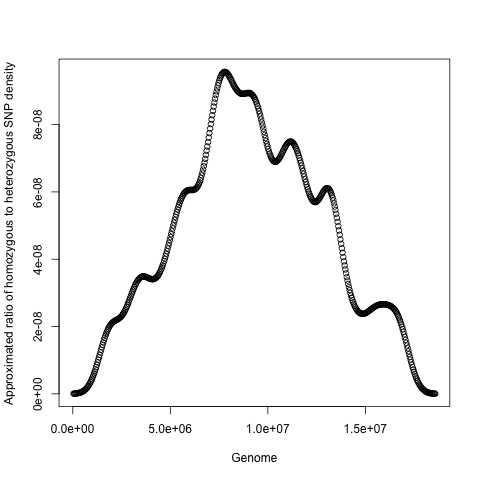 Approximated ratio of homozygous to heterozygous SNP density
8e-08
6e-08
4e-08
2e-08
0e+00
0.0e+00 5.0e+06 1.0e+07 1.5e+07
Genome